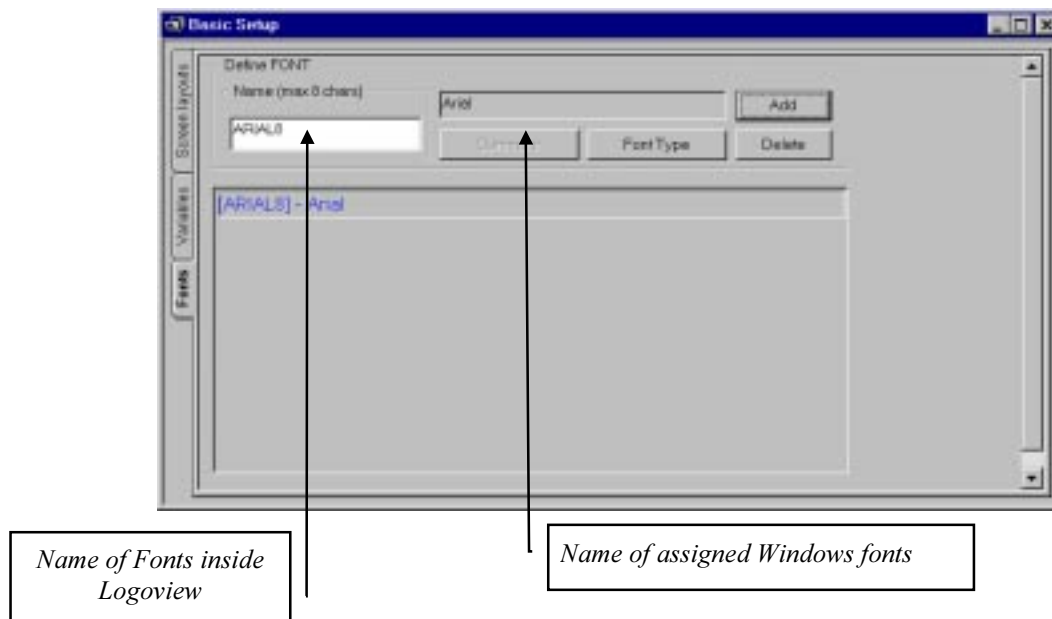 Basic Setup
Define FONT
Name (max 8 chars)
Arial
Add
ARIAL8
Font Type
Delete
[ARIAL8] - Arial
Screen layouts
Variables
Fonts
Name of Fonts inside
Logoview
Name of assigned Windows fonts